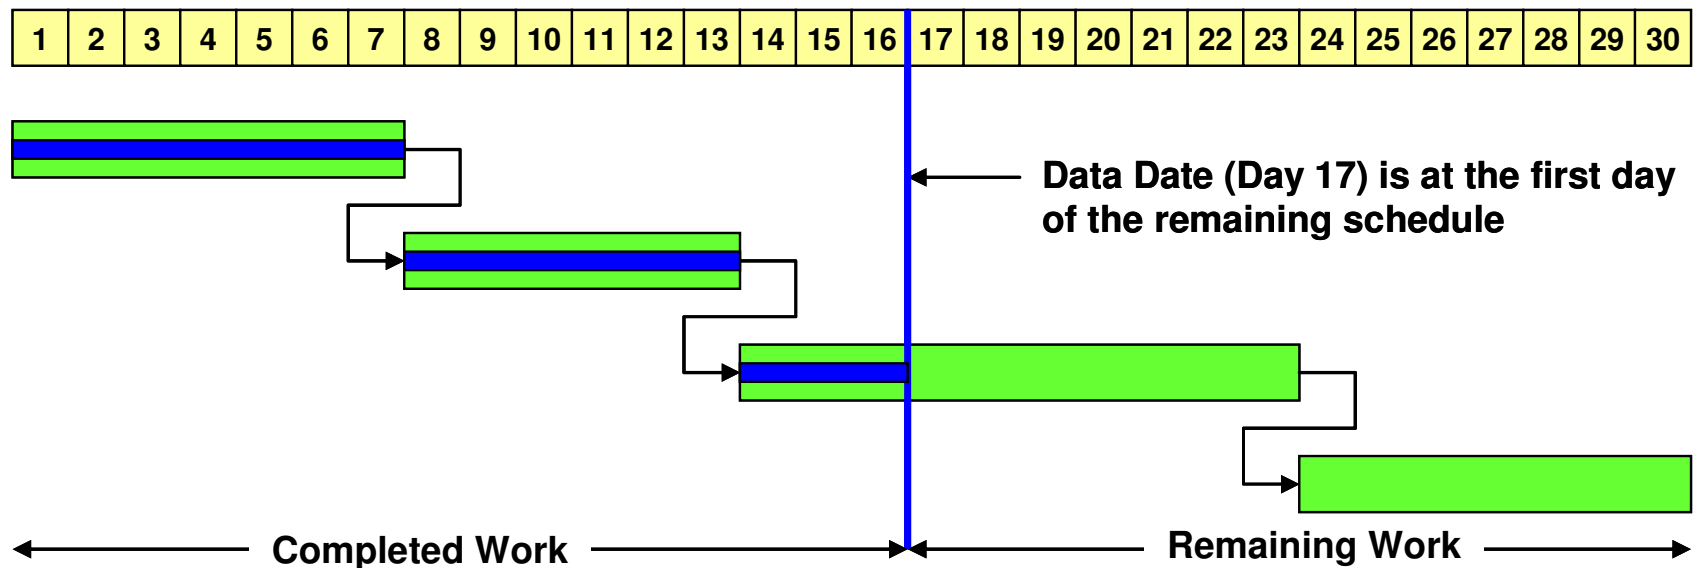 1 2 3 4 5 6 7 8 9 10 11 12 13 14 15 16 17 18 19 20 21 22 23 24 25 26 27 28 29 30
Data Date (Day 17) is at the first day
of the remaining schedule
Completed Work
Remaining Work